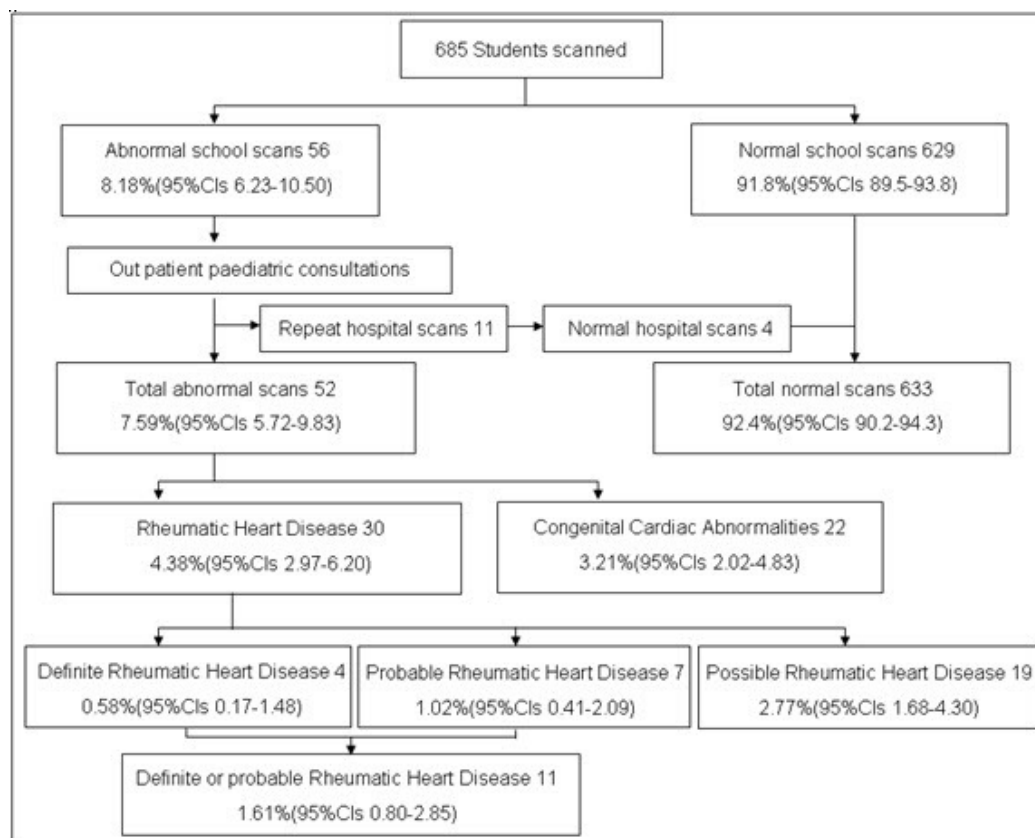 685 Students scanned
Abnormal school scans 56
8.18%(95%CIs 6.23-10.50)
Normal school scans 629
91.8%(95%CIs 89.5-93.8)
Out patient paediatric consultations
Repeat hospital scans 11
Normal hospital scans 4
Total abnormal scans 52
7.59%(95%CIs 5.72-9.83)
Total normal scans 633
92.4%(95%CIs 90.2-94.3)
Rheumatic Heart Disease 30
4.38%(95%CIs 2.97-6.20)
Congenital Cardiac Abnormalities 22
3.21%(95%CIs 2.02-4.83)
Definite Rheumatic Heart Disease 4
0.58%(95%CIs 0.17-1.48)
Probable Rheumatic Heart Disease 7
1.02%(95%CIs 0.41-2.09)
Possible Rheumatic Heart Disease 19
2.77%(95%CIs 1.68-4.30)
Definite or probable Rheumatic Heart Disease 11
1.61%(95%CIs 0.80-2.85)